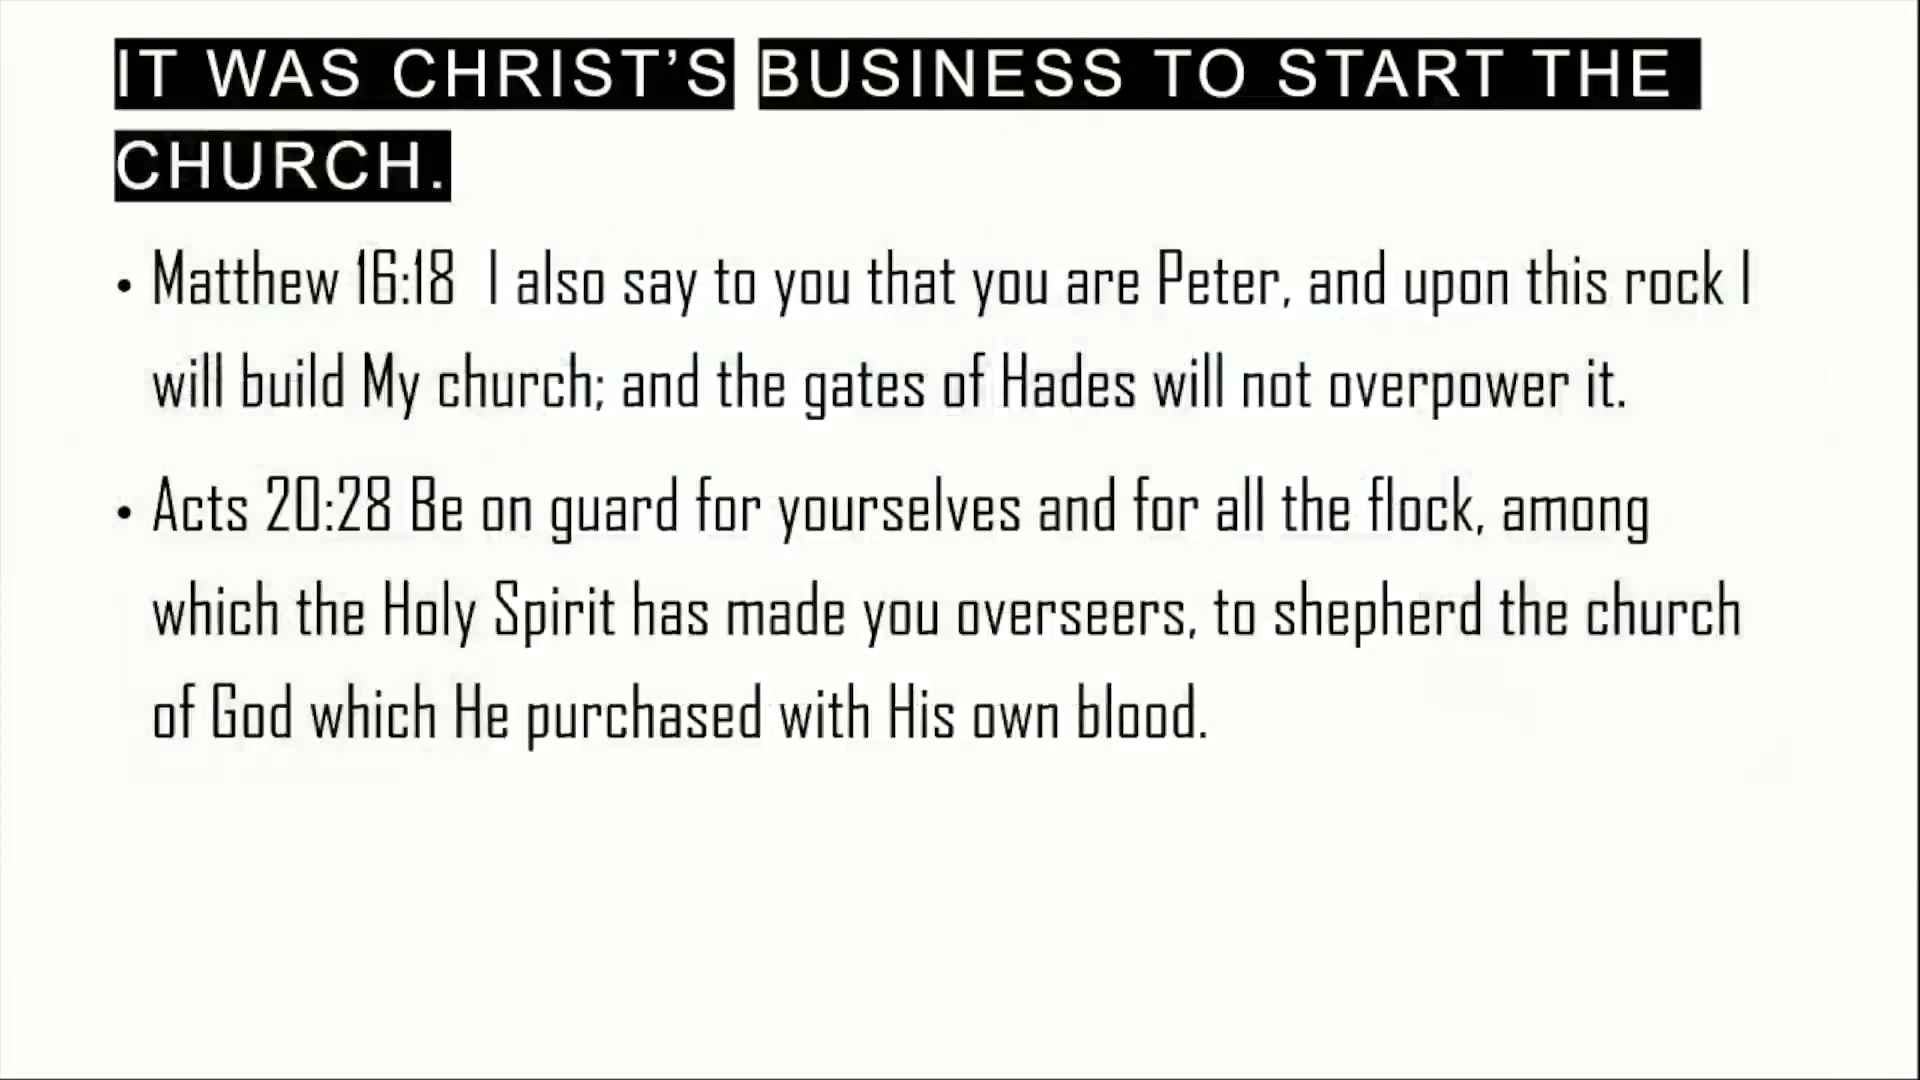 IT WAS CHRIST’S BUSINESS TO START THE
CHURCH.
• Matthew 16:18  I also say to you that you are Peter, and upon this rock I
will build My church; and the gates of Hades will not overpower it.
• Acts 20:28 Be on guard for yourselves and for all the flock, among
which the Holy Spirit has made you overseers, to shepherd the church
of God which He purchased with His own blood.